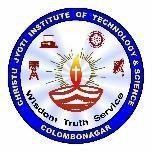 CHRISTU JYOTI INSTITUTE OF TECHNOLOGY & SCIENCE
Wisdom Truth Service
COLOMBONAGAR